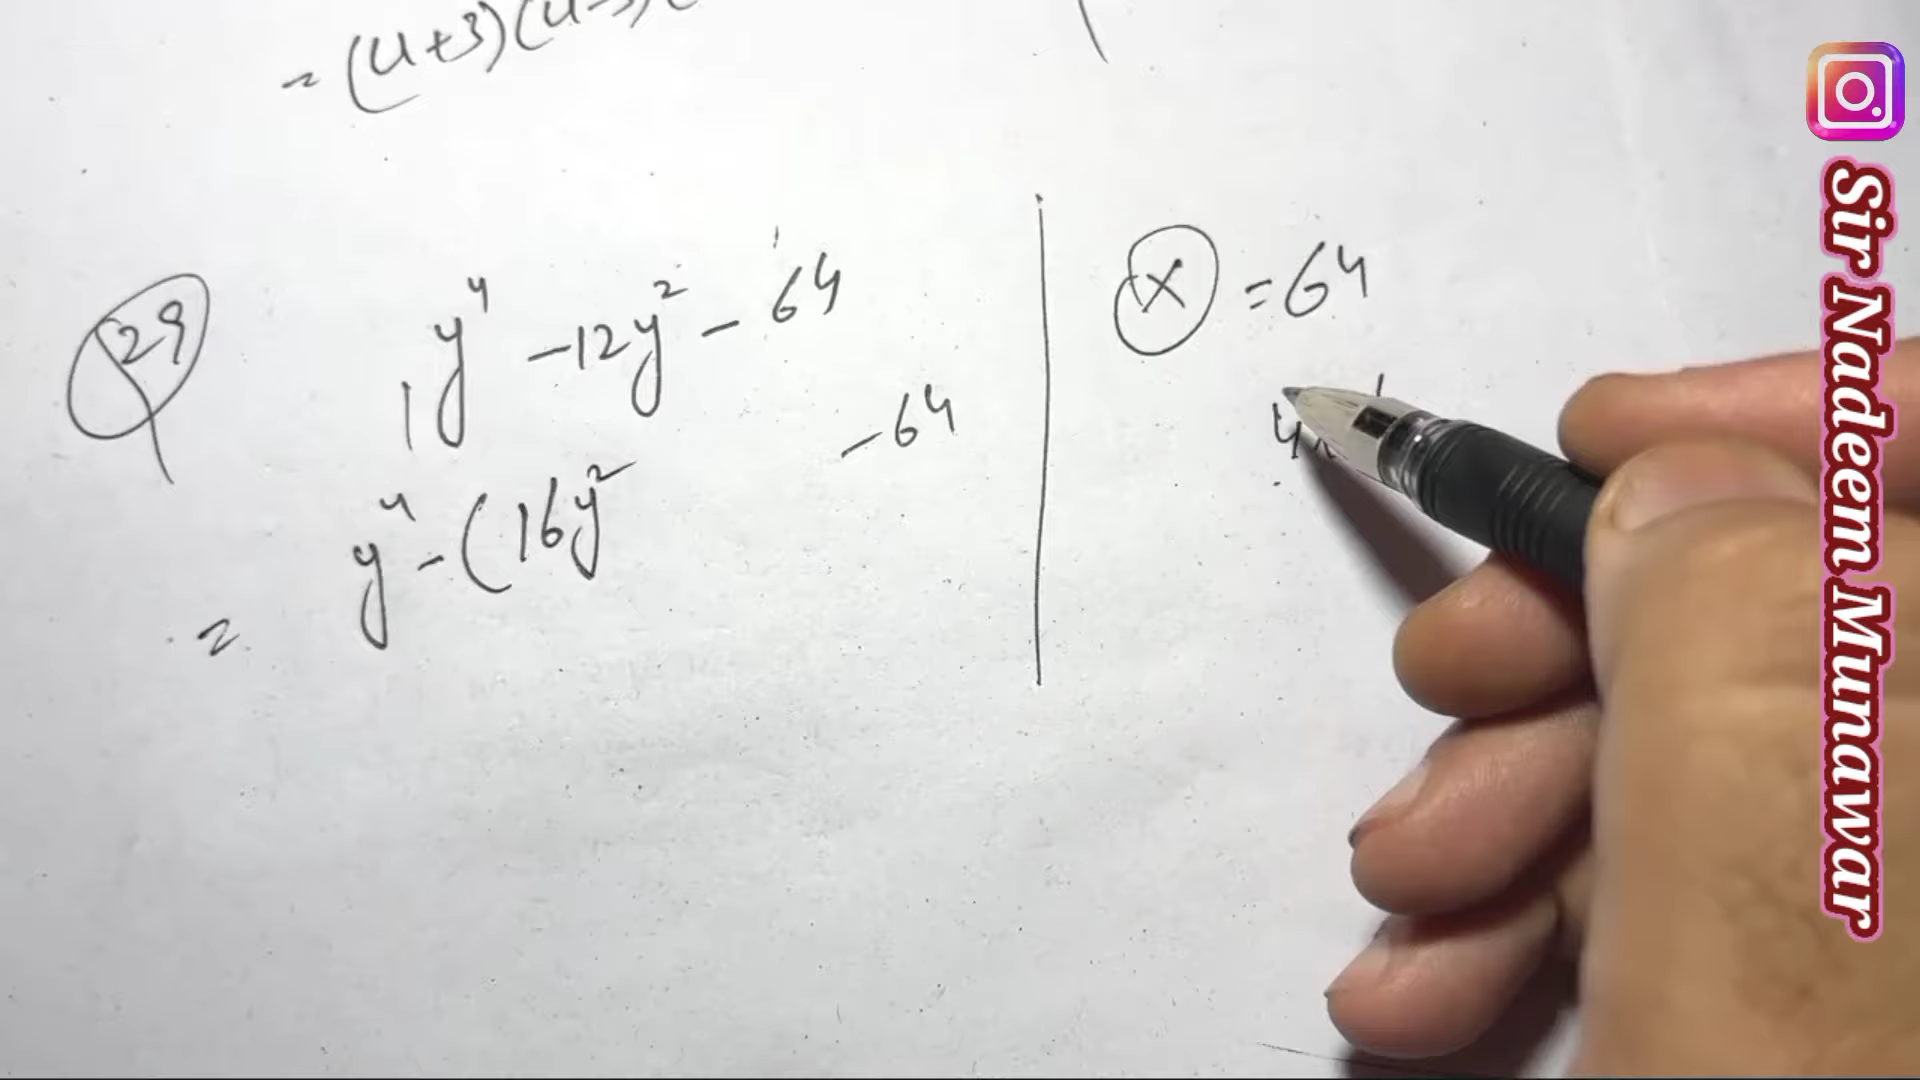 = (u+3)(u-3)(
29
1y⁴ - 12y² - 64
= y⁴ - (16y² - 64
x = 64
Sir Nadeem Munawar